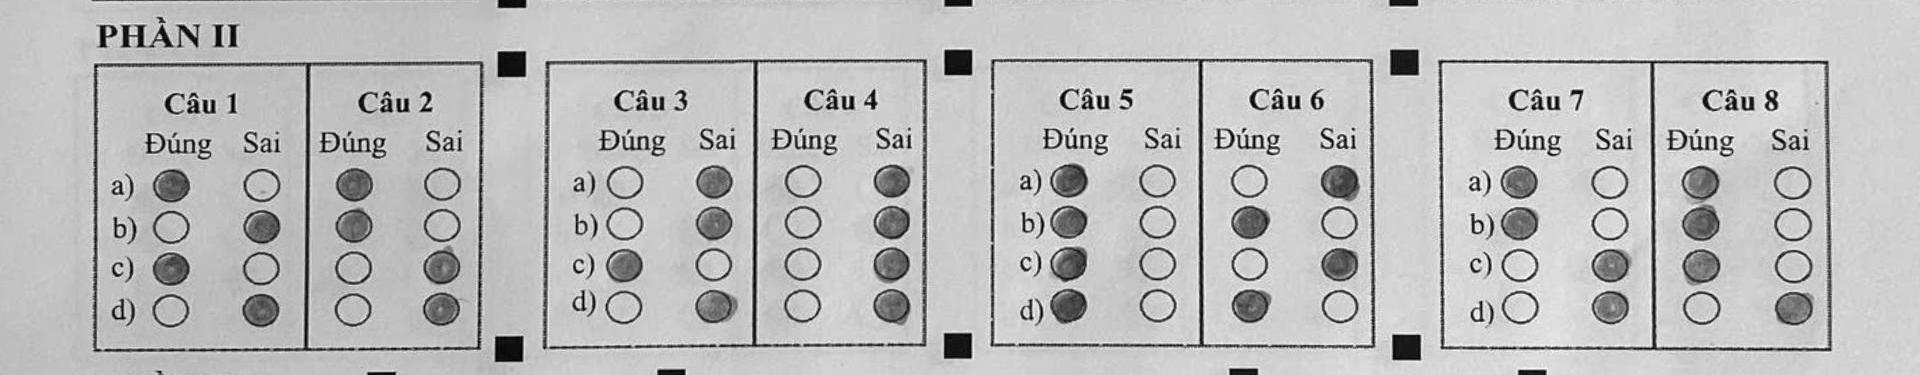 PHẦN II
Câu 1 Câu 2 Câu 3 Câu 4 Câu 5 Câu 6 Câu 7 Câu 8
Đúng Sai Đúng Sai Đúng Sai Đúng Sai Đúng Sai Đúng Sai Đúng Sai Đúng Sai
a) a) a) a)
b) b) b) b)
c) c) c) c)
d) d) d) d)